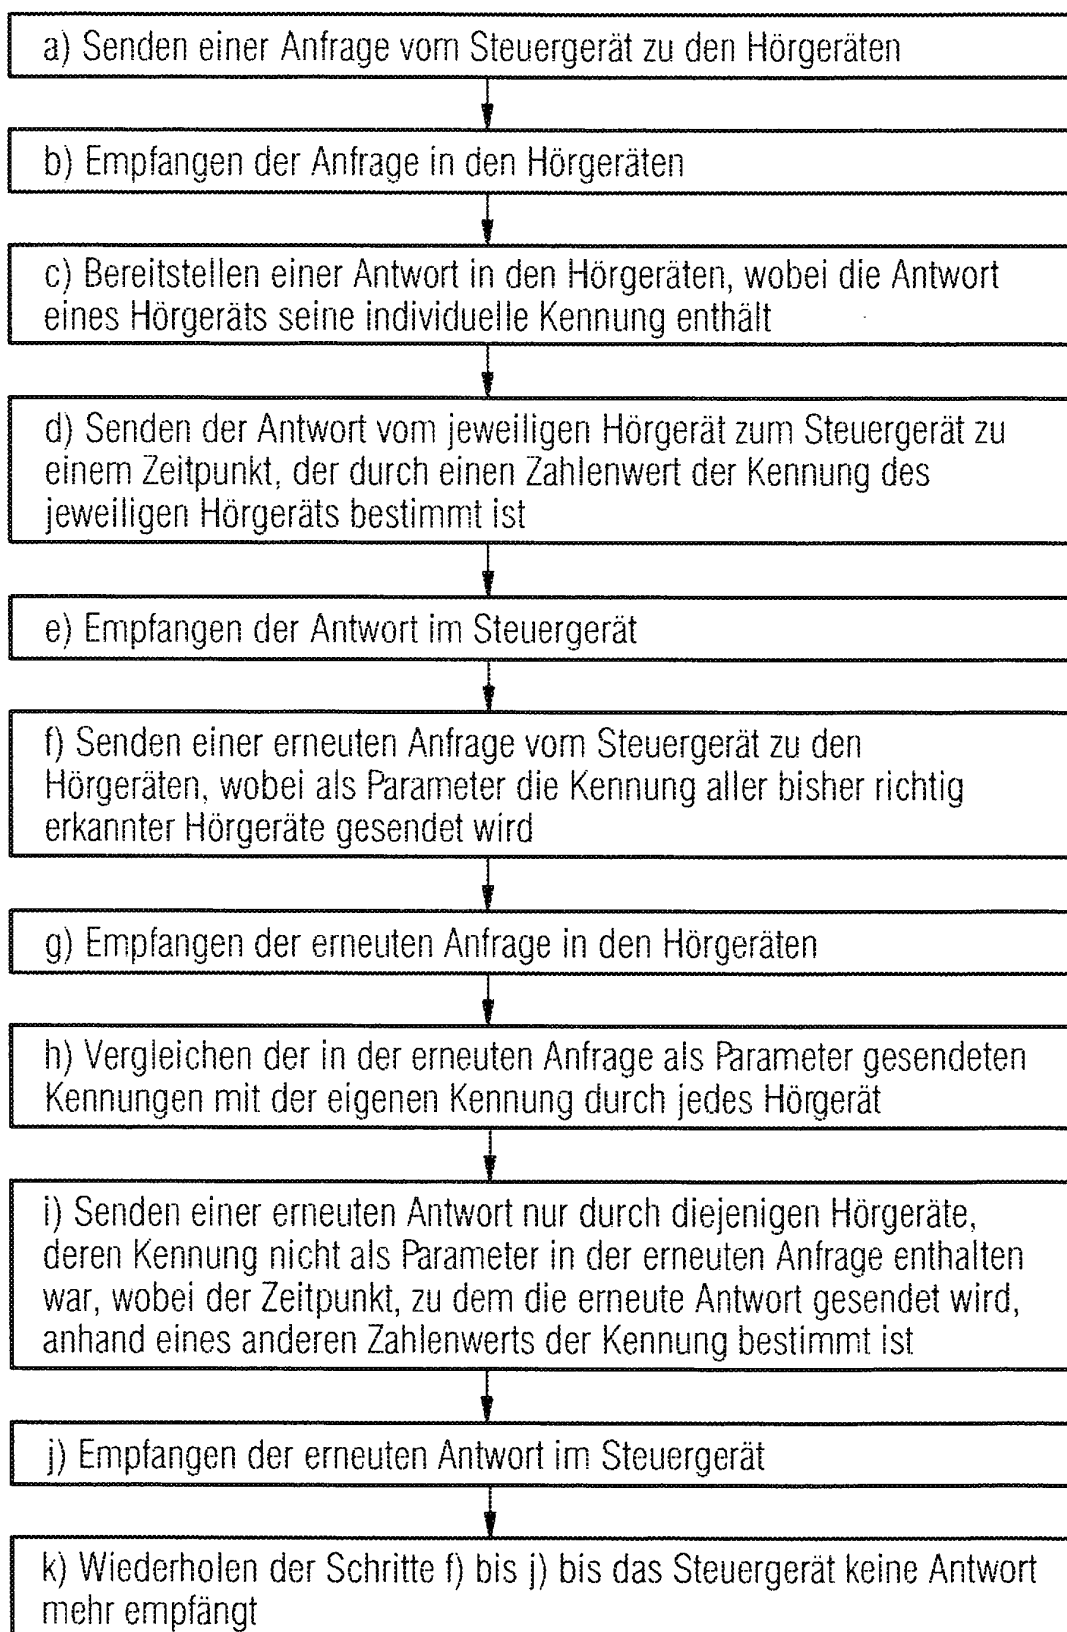 a) Senden einer Anfrage vom Steuergerät zu den Hörgeräten
b) Empfangen der Anfrage in den Hörgeräten
c) Bereitstellen einer Antwort in den Hörgeräten, wobei die Antwort
eines Hörgeräts seine individuelle Kennung enthält
d) Senden der Antwort vom jeweiligen Hörgerät zum Steuergerät zu
einem Zeitpunkt, der durch einen Zahlenwert der Kennung des
jeweiligen Hörgeräts bestimmt ist
e) Empfangen der Antwort im Steuergerät
f) Senden einer erneuten Anfrage vom Steuergerät zu den
Hörgeräten, wobei als Parameter die Kennung aller bisher richtig
erkannter Hörgeräte gesendet wird
g) Empfangen der erneuten Anfrage in den Hörgeräten
h) Vergleichen der in der erneuten Anfrage als Parameter gesendeten
Kennungen mit der eigenen Kennung durch jedes Hörgerät
i) Senden einer erneuten Antwort nur durch diejenigen Hörgeräte,
deren Kennung nicht als Parameter in der erneuten Anfrage enthalten
war, wobei der Zeitpunkt, zu dem die erneute Antwort gesendet wird,
anhand eines anderen Zahlenwerts der Kennung bestimmt ist
j) Empfangen der erneuten Antwort im Steuergerät
k) Wiederholen der Schritte f) bis j) bis das Steuergerät keine Antwort
mehr empfängt